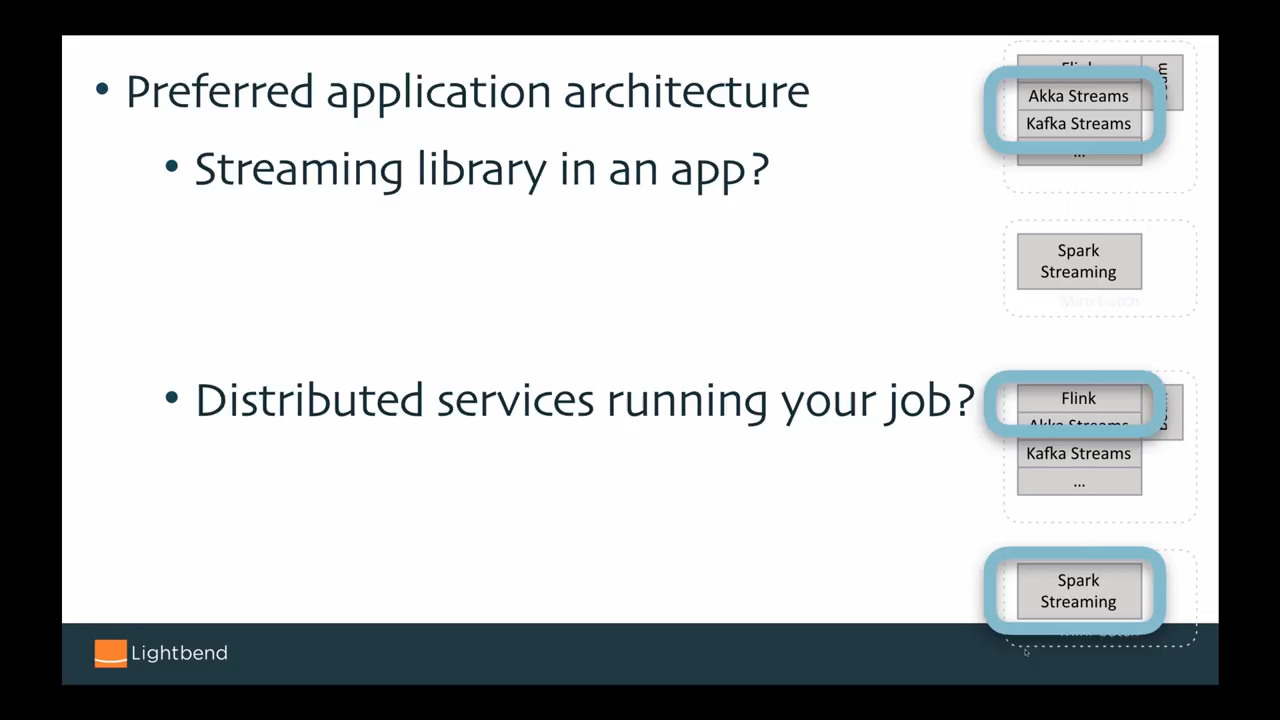 • Preferred application architecture
• Streaming library in an app?
• Distributed services running your job?
Akka Streams
Kafka Streams
...
Spark
Streaming
Flink
Kafka Streams
...
Spark
Streaming
Lightbend